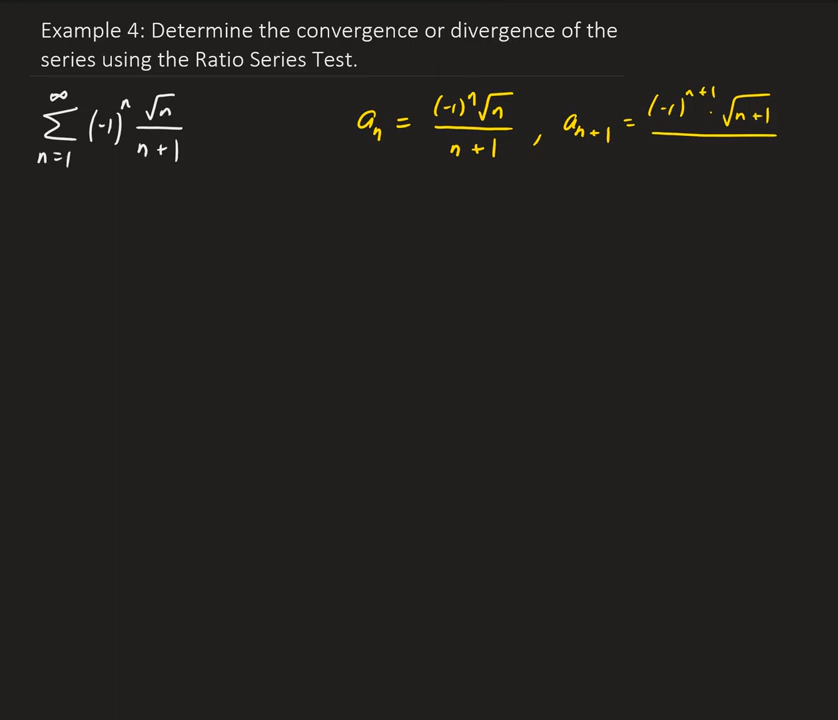 Example 4: Determine the convergence or divergence of the
series using the Ratio Series Test.
∞
∑ (-1)^n √n / (n + 1)
n=1
a_n = (-1)^n √n / (n + 1) , a_{n+1} = (-1)^{n+1} · √(n+1)